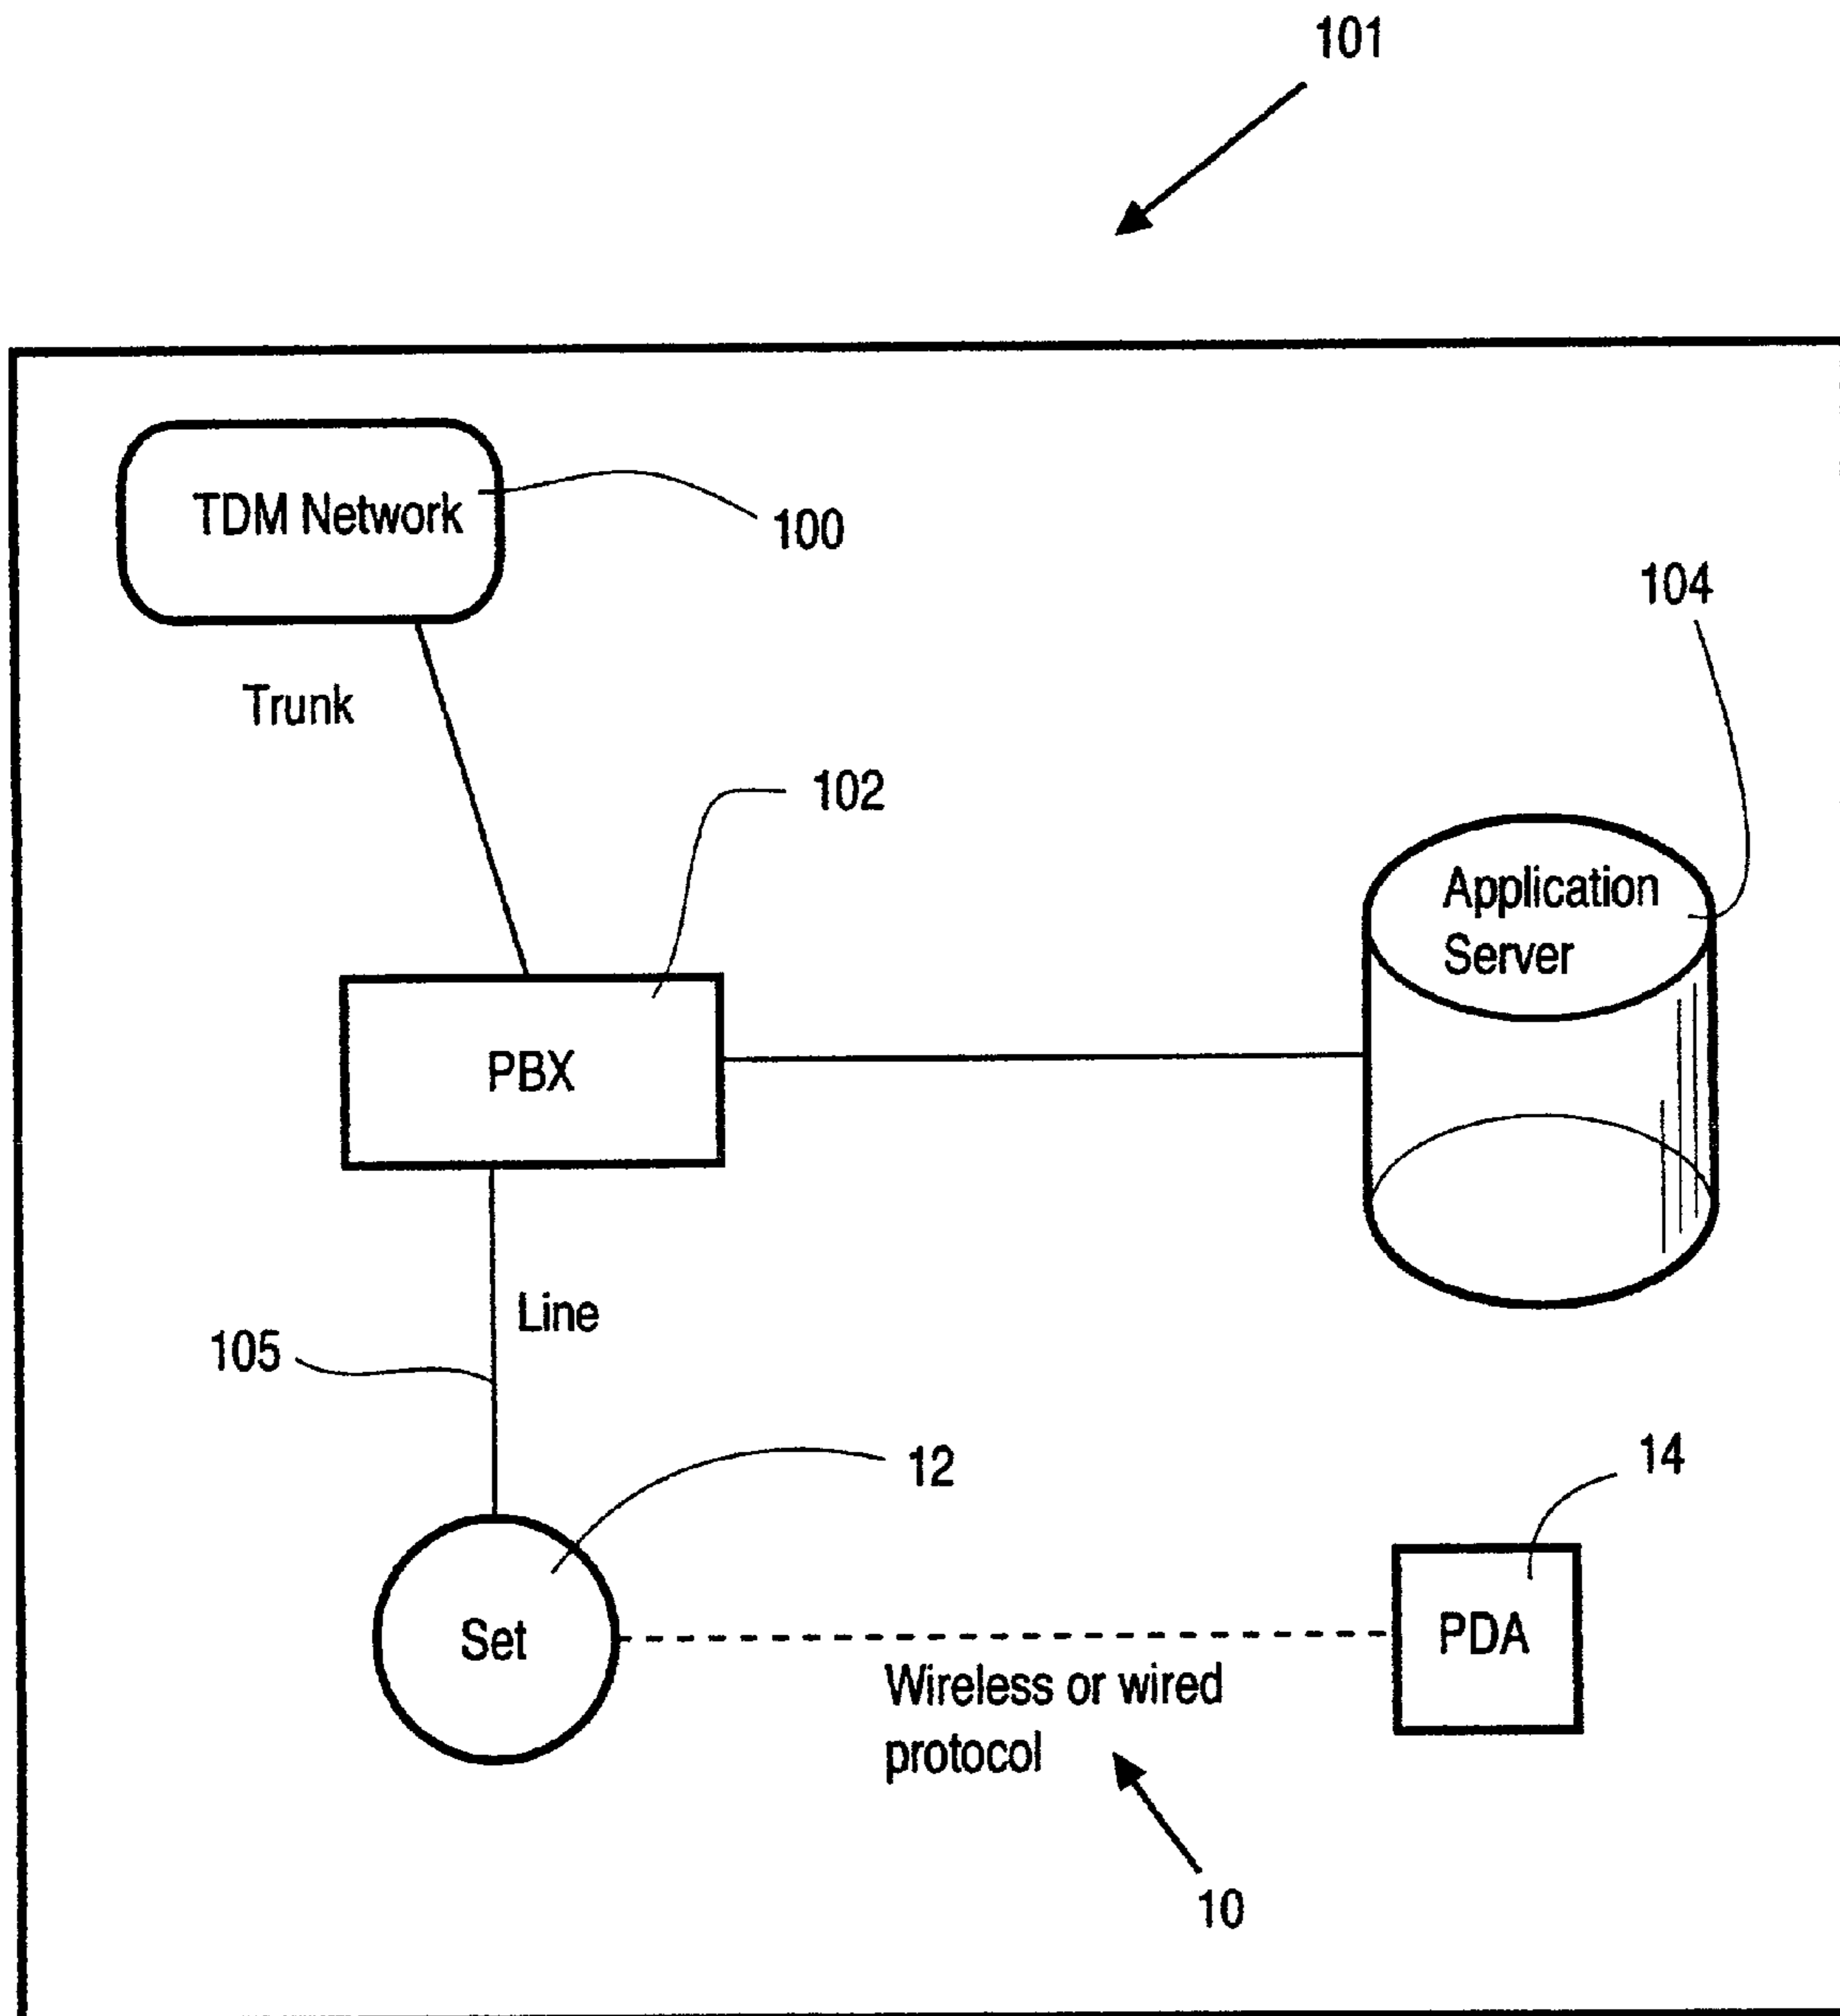 101
TDM Network
100
104
Trunk
102
Application
Server
PBX
Line
105
12
14
Set
PDA
Wireless or wired
protocol
10